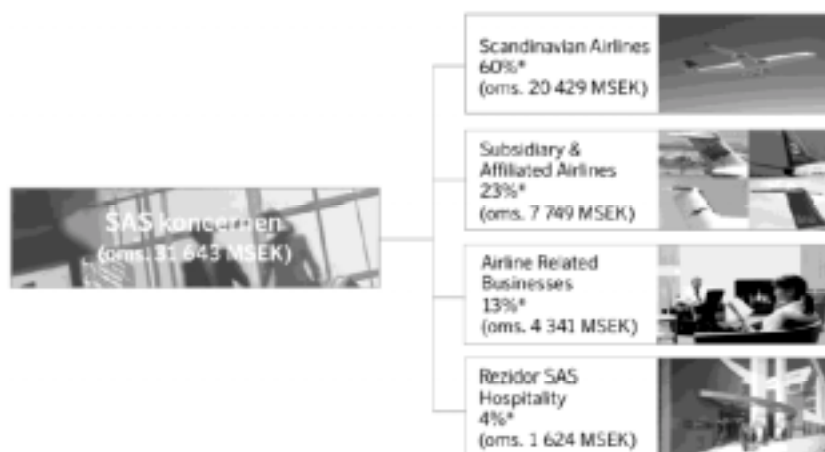 SAS koncernen
(oms. 31 643 MSEK)
Scandinavian Airlines
60%*
(oms. 20 429 MSEK)
Subsidiary &
Affiliated Airlines
23%*
(oms. 7 749 MSEK)
Airline Related
Businesses
13%*
(oms. 4 341 MSEK)
Rezidor SAS
Hospitality
4%*
(oms. 1 624 MSEK)